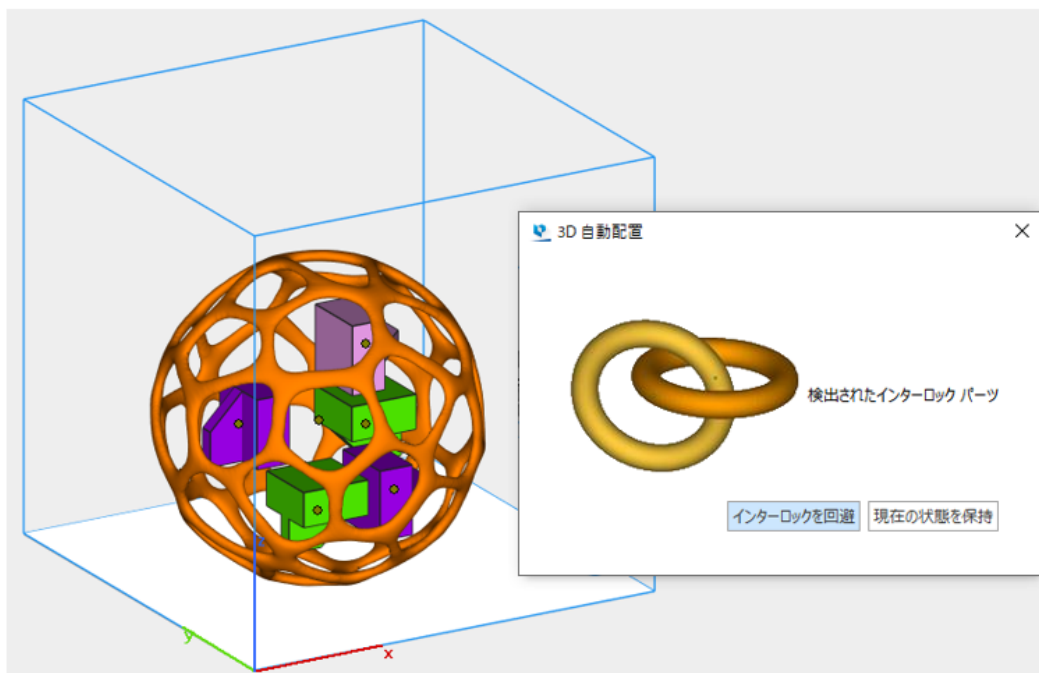 3D 自動配置
検出されたインターロック パーツ
インターロックを回避
現在の状態を保持
y
x